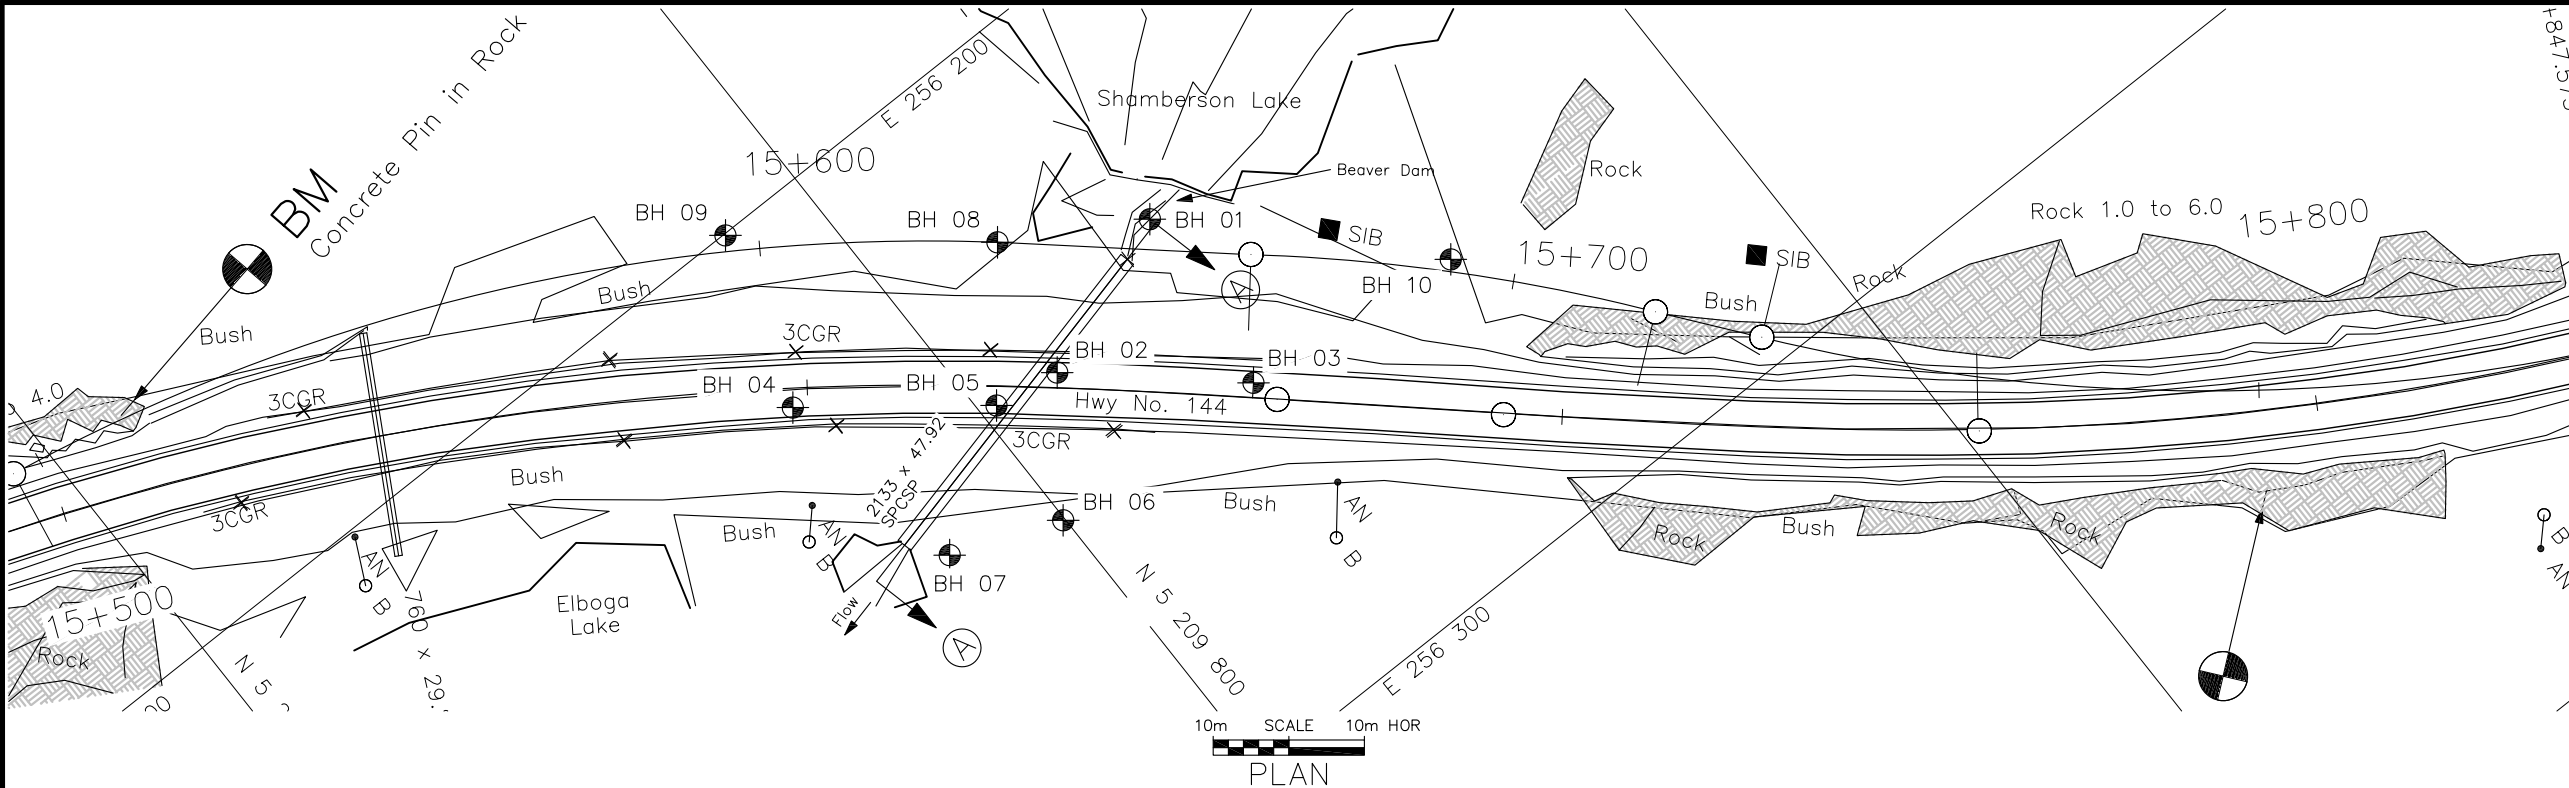 Concrete Pin in Rock
BM
E 256 200
Shamberson Lake
Beaver Dam
15+600
Rock
BH 09
BH 08
BH 01
SIB
15+700
SIB
Rock 1.0 to 6.0
15+800
+847.575
A
BH 10
Bush
Bush
Bush
Rock
3CGR
BH 02
BH 03
4.0
3CGR
BH 04
BH 05
Hwy No. 144
3CGR
3CGR
2133 x 47.92
SPCSP
Bush
BH 06
Bush
Bush
AN
B
AN
B
Rock
Bush
Rock
B
AN
AN
B
BH 07
15+500
Rock
Elboga
Lake
Flow
A
760 x 29.
N 5
N 5 209 800
E 256 300
10m SCALE 10m HOR
PLAN